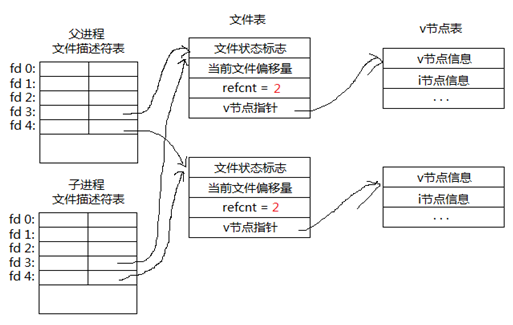 父进程
文件描述符表
fd 0:
fd 1:
fd 2:
fd 3:
fd 4:
子进程
文件描述符表
fd 0:
fd 1:
fd 2:
fd 3:
fd 4:
文件表
文件状态标志
当前文件偏移量
refcnt = 2
v节点指针
文件状态标志
当前文件偏移量
refcnt = 2
v节点指针
v节点表
v节点信息
i节点信息
...
v节点信息
i节点信息
...